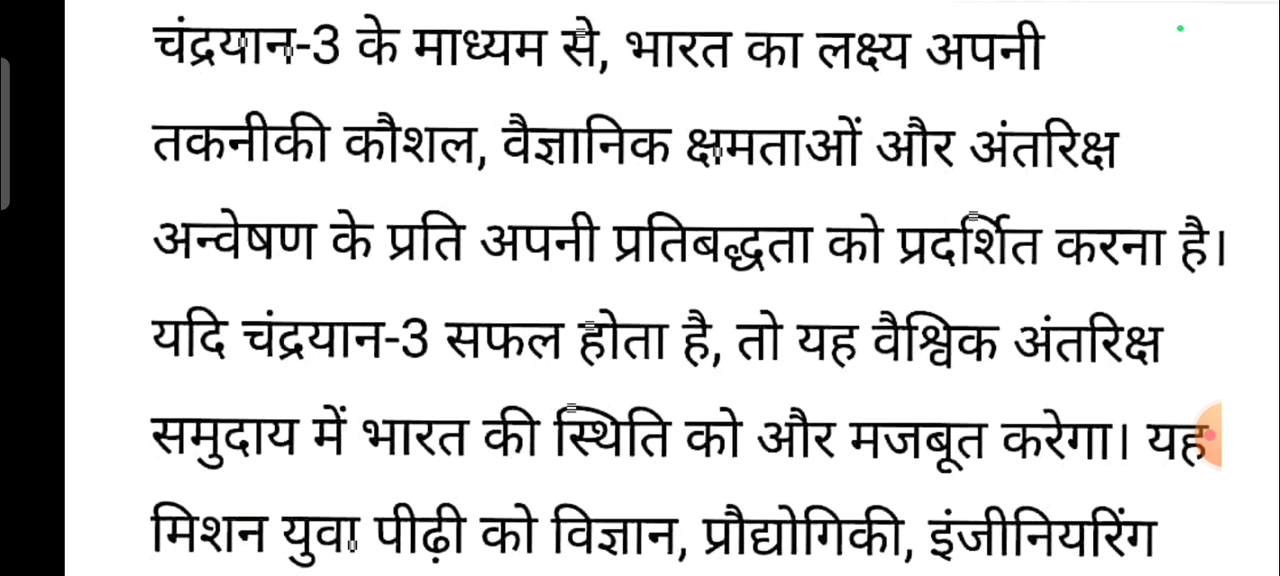 चंद्रयान-3 के माध्यम से, भारत का लक्ष्य अपनी
तकनीकी कौशल, वैज्ञानिक क्षमताओं और अंतरिक्ष
अन्वेषण के प्रति अपनी प्रतिबद्धता को प्रदर्शित करना है।
यदि चंद्रयान-3 सफल होता है, तो यह वैश्विक अंतरिक्ष
समुदाय में भारत की स्थिति को और मजबूत करेगा। यह
मिशन युवा पीढ़ी को विज्ञान, प्रौद्योगिकी, इंजीनियरिंग